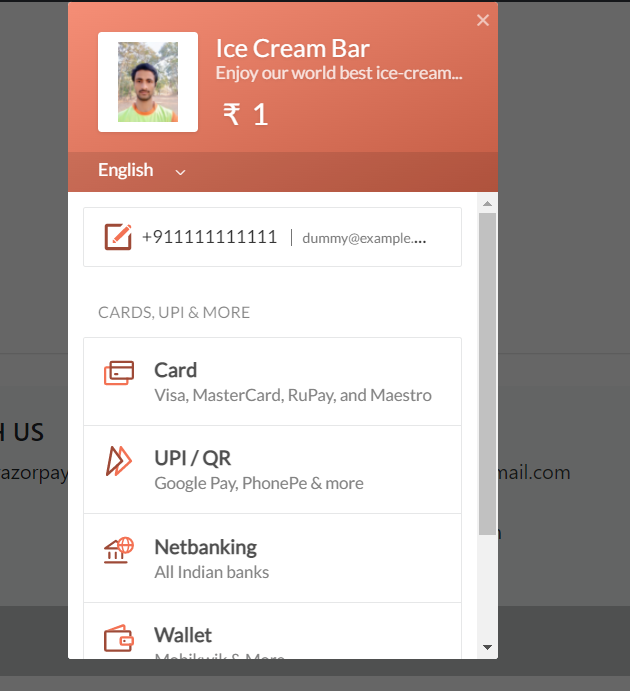 Ice Cream Bar
Enjoy our world best ice-cream...
₹ 1
English
+911111111111 | dummy@example....
CARDS, UPI & MORE
Card
Visa, MasterCard, RuPay, and Maestro
UPI / QR
Google Pay, PhonePe & more
Netbanking
All Indian banks
Wallet
Mobikwik & More
H US
azorpay
mail.com